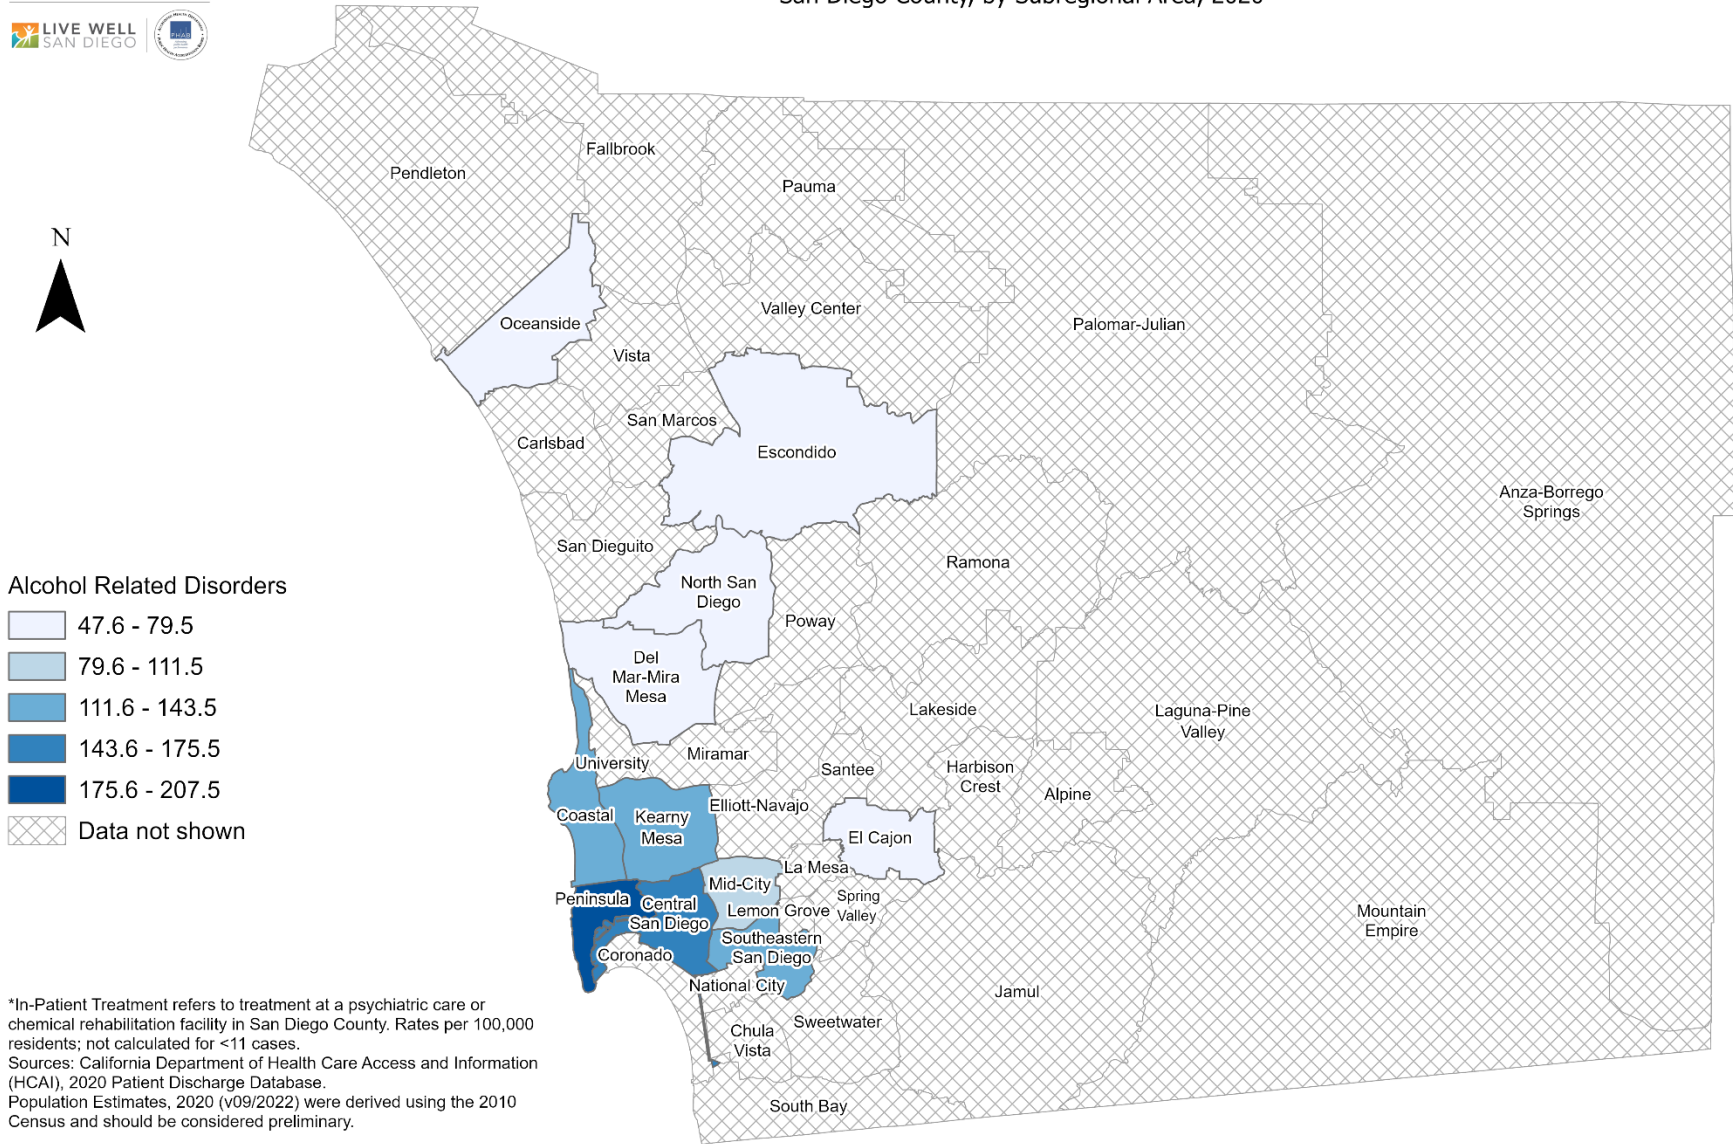 San Diego County, by Subregional Area, 2020
LIVE WELL
SAN DIEGO
PHAB
N
Fallbrook
Pendleton
Pauma
Oceanside
Valley Center
Palomar-Julian
Vista
San Marcos
Carlsbad
Escondido
Anza-Borrego
Springs
San Dieguito
Ramona
North San
Diego
Poway
Del
Mar-Mira
Mesa
Lakeside
Laguna-Pine
Valley
Miramar
University
Santee
Harbison
Crest
Alpine
Elliott-Navajo
Coastal
Kearny
Mesa
El Cajon
La Mesa
Mid-City
Peninsula
Central
San Diego
Lemon Grove
Spring
Valley
Mountain
Empire
Southeastern
San Diego
Coronado
National City
Jamul
Sweetwater
Chula
Vista
South Bay
Alcohol Related Disorders
47.6 - 79.5
79.6 - 111.5
111.6 - 143.5
143.6 - 175.5
175.6 - 207.5
Data not shown
*In-Patient Treatment refers to treatment at a psychiatric care or
chemical rehabilitation facility in San Diego County. Rates per 100,000
residents; not calculated for <11 cases.
Sources: California Department of Health Care Access and Information
(HCAI), 2020 Patient Discharge Database.
Population Estimates, 2020 (v09/2022) were derived using the 2010
Census and should be considered preliminary.